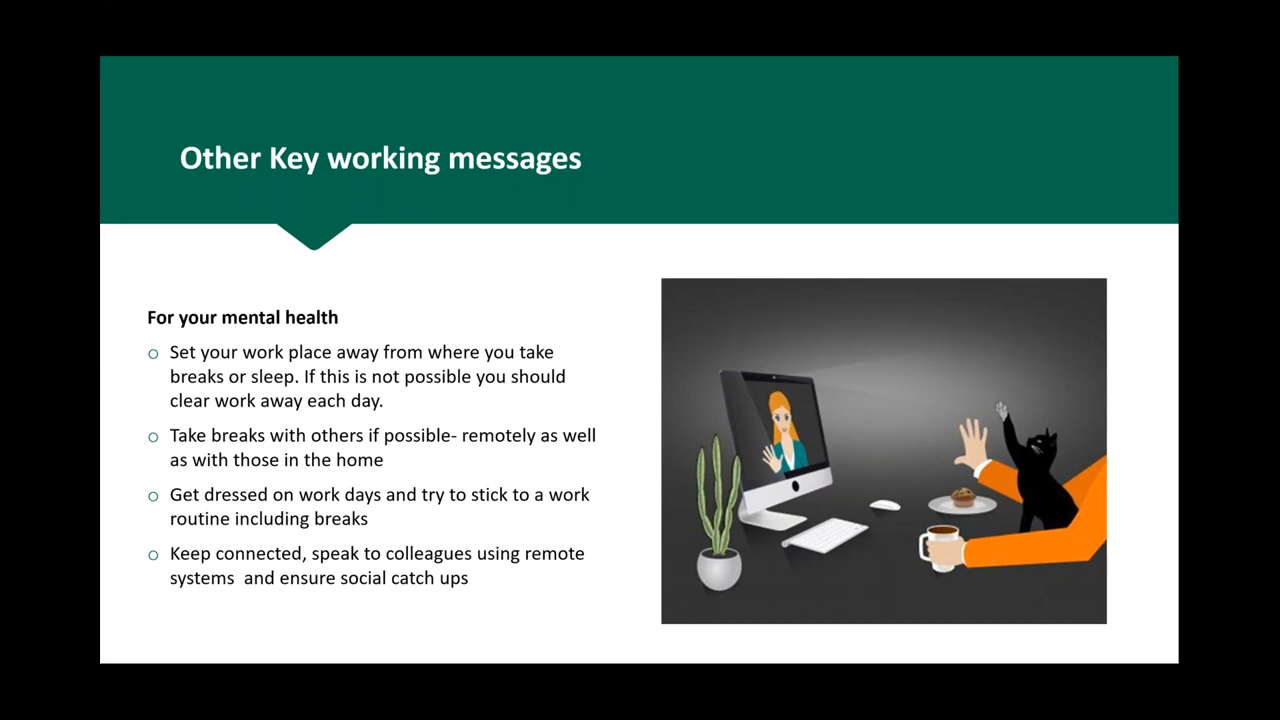 Other Key working messages
For your mental health
o Set your work place away from where you take
breaks or sleep. If this is not possible you should
clear work away each day.
o Take breaks with others if possible- remotely as well
as with those in the home
o Get dressed on work days and try to stick to a work
routine including breaks
o Keep connected, speak to colleagues using remote
systems  and ensure social catch ups